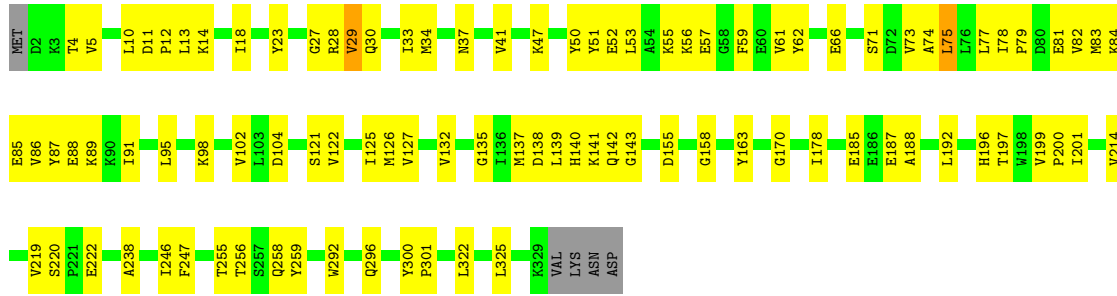 MET D2 K3 T4 V5 L10 D11 P12 L13 K14 I18 Y23 G27 R28 V29 Q30 I33 M34 N37 V41 K47 Y50 Y51 E52 L53 A54 K55 K56 E57 G58 F59 E60 V61 Y62 E66 S71 D72 V73 A74 L75 L76 L77 I78 P79 D80 E81 V82 M83 K84
E85 V86 Y87 E88 K89 K90 I91 L95 K98 V102 L103 D104 S121 V122 I125 M126 V127 V132 G135 I136 M137 D138 L139 H140 K141 Q142 G143 D155 G158 Y163 G170 I178 E185 E186 E187 A188 L192 H196 T197 W198 V199 P200 I201 V214
V219 S220 P221 E222 A238 I246 F247 T255 T256 S257 Q258 Y259 W292 Q296 Y300 P301 L322 L325 K329 VAL LYS ASN ASP